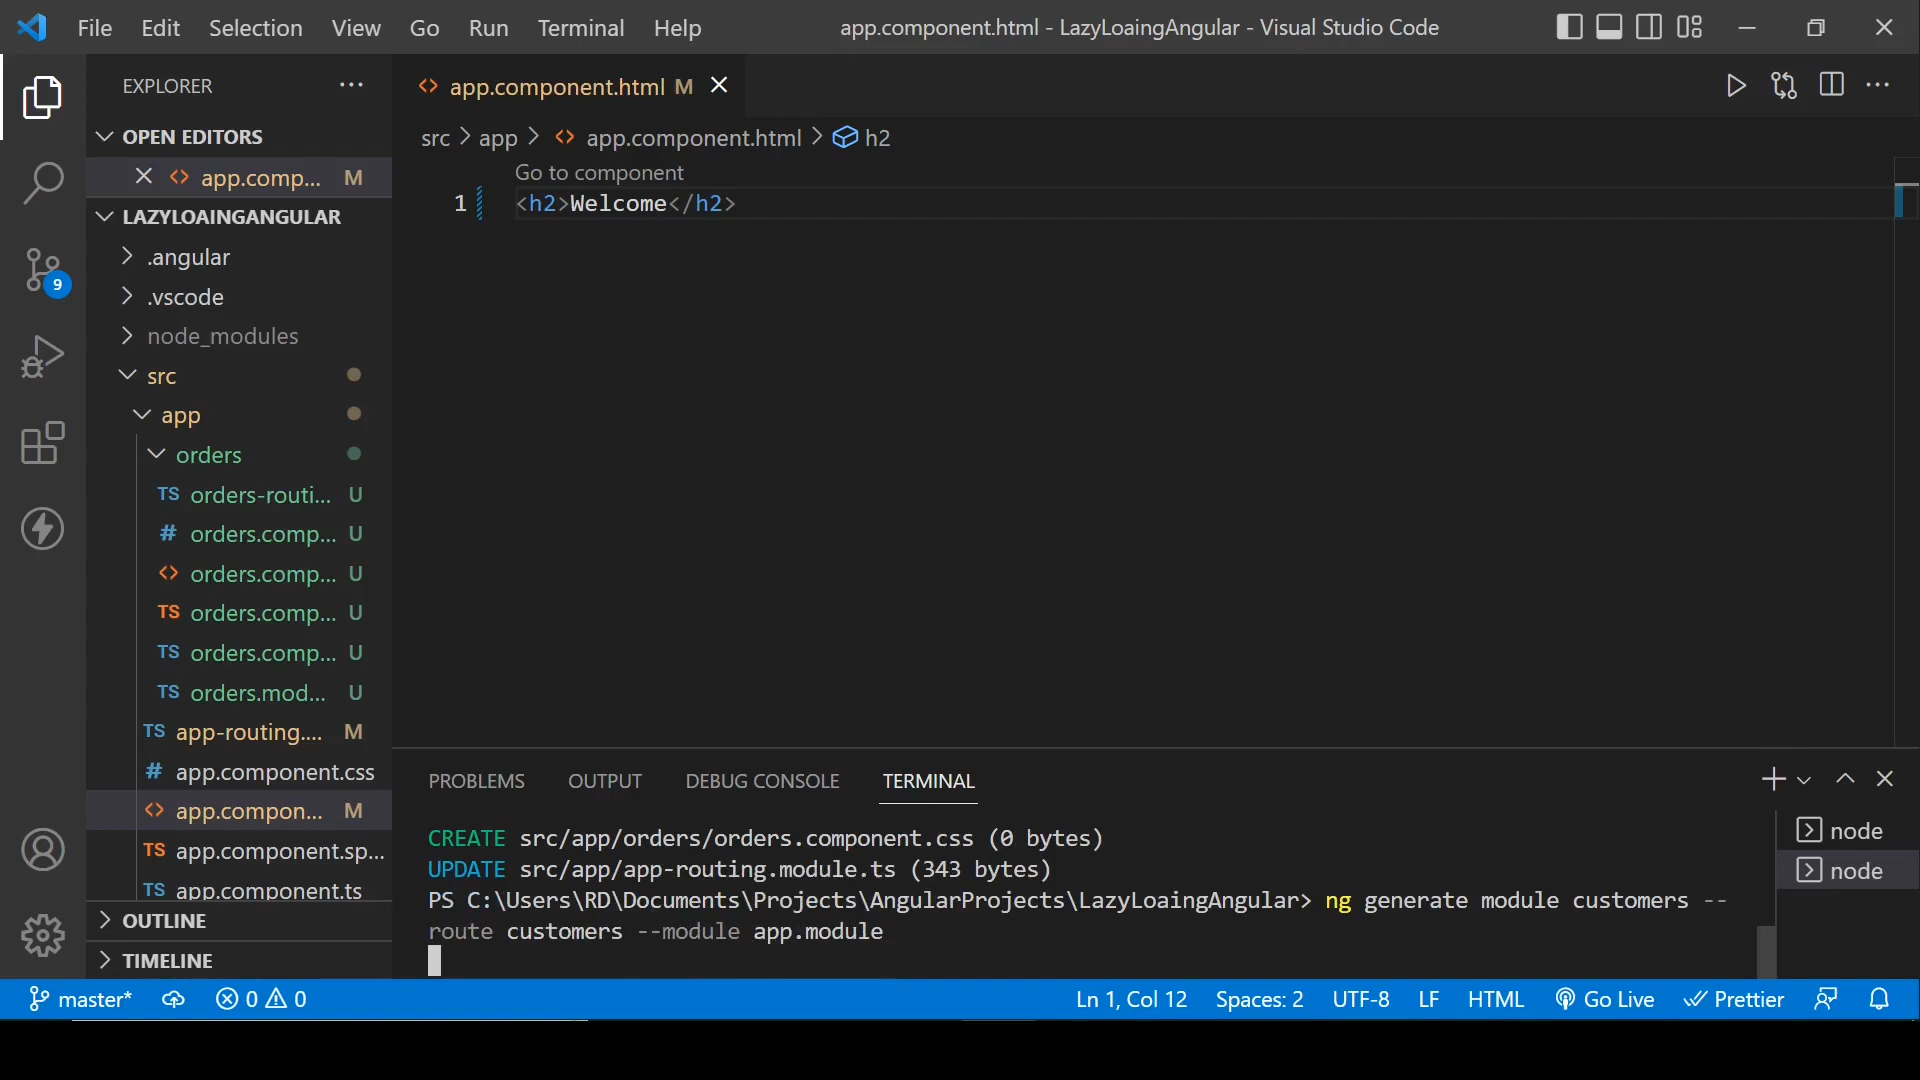 File Edit Selection View Go Run Terminal Help
app.component.html - LazyLoaingAngular - Visual Studio Code
EXPLORER
OPEN EDITORS
app.comp... M
LAZYLOAINGANGULAR
.angular
.vscode
node_modules
src
app
orders
TS orders-routi... U
# orders.comp... U
<> orders.comp... U
TS orders.comp... U
TS orders.comp... U
TS orders.mod... U
TS app-routing.... M
# app.component.css
<> app.compon... M
TS app.component.sp...
TS app.component.ts
OUTLINE
TIMELINE
9
<> app.component.html M
src > app > <> app.component.html > h2
Go to component
1 <h2>Welcome</h2>
PROBLEMS OUTPUT DEBUG CONSOLE TERMINAL
CREATE src/app/orders/orders.component.css (0 bytes)
UPDATE src/app/app-routing.module.ts (343 bytes)
PS C:\Users\RD\Documents\Projects\AngularProjects\LazyLoaingAngular> ng generate module customers --
route customers --module app.module
node
node
master* 0 0 Ln 1, Col 12 Spaces: 2 UTF-8 LF HTML Go Live Prettier